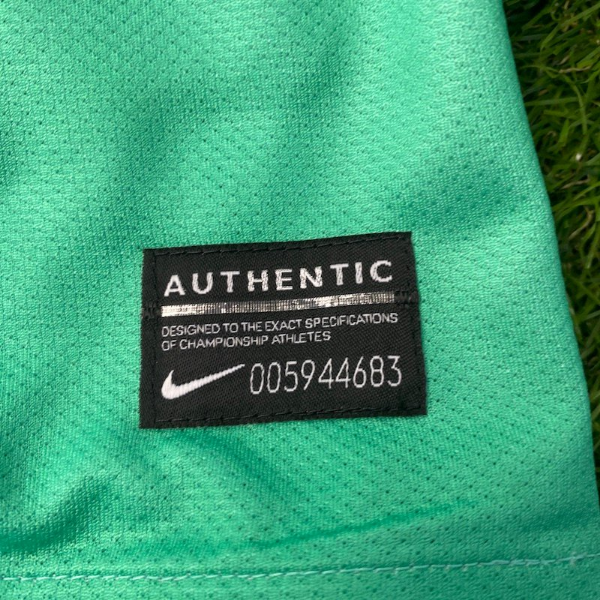 AUTHENTIC
DESIGNED TO THE EXACT SPECIFICATIONS
OF CHAMPIONSHIP ATHLETES
005944683